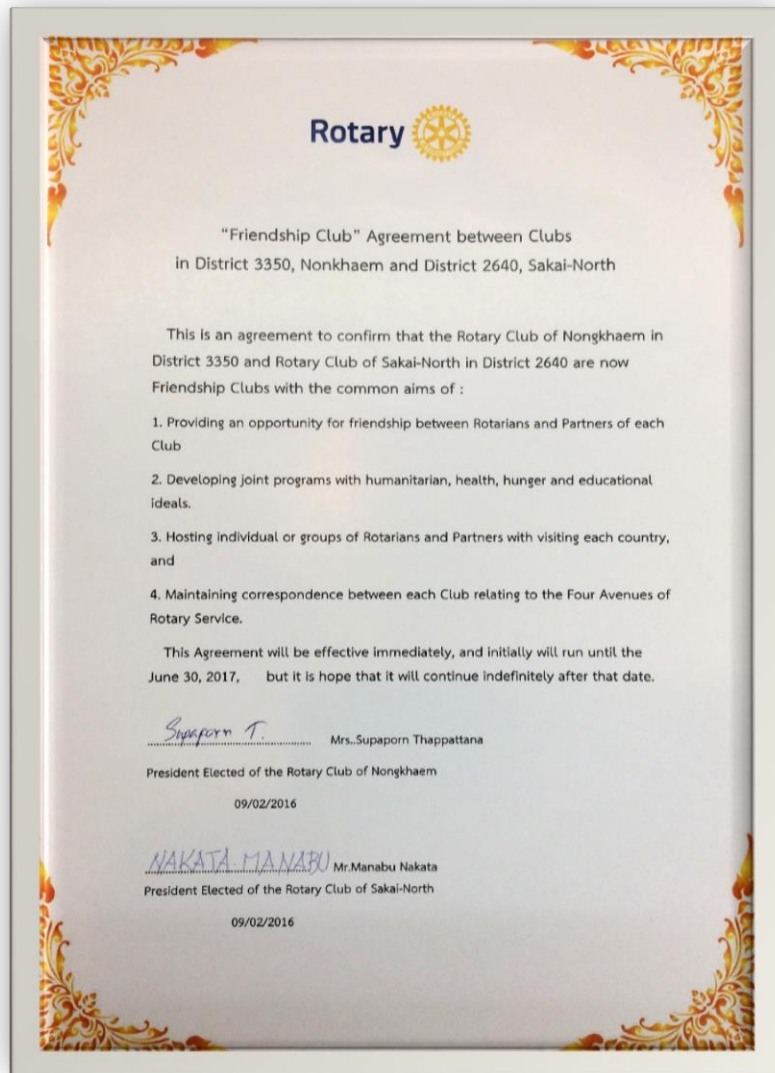 Rotary
"Friendship Club" Agreement between Clubs
in District 3350, Nonkhaem and District 2640, Sakai-North
This is an agreement to confirm that the Rotary Club of Nongkhaem in
District 3350 and Rotary Club of Sakai-North in District 2640 are now
Friendship Clubs with the common aims of :
1. Providing an opportunity for friendship between Rotarians and Partners of each
Club
2. Developing joint programs with humanitarian, health, hunger and educational
ideals.
3. Hosting individual or groups of Rotarians and Partners with visiting each country,
and
4. Maintaining correspondence between each Club relating to the Four Avenues of
Rotary Service.
This Agreement will be effective immediately, and initially will run until the
June 30, 2017, but it is hope that it will continue indefinitely after that date.
Supaporn T. Mrs..Supaporn Thappattana
President Elected of the Rotary Club of Nongkhaem
09/02/2016
NAKATA.MANABU Mr.Manabu Nakata
President Elected of the Rotary Club of Sakai-North
09/02/2016